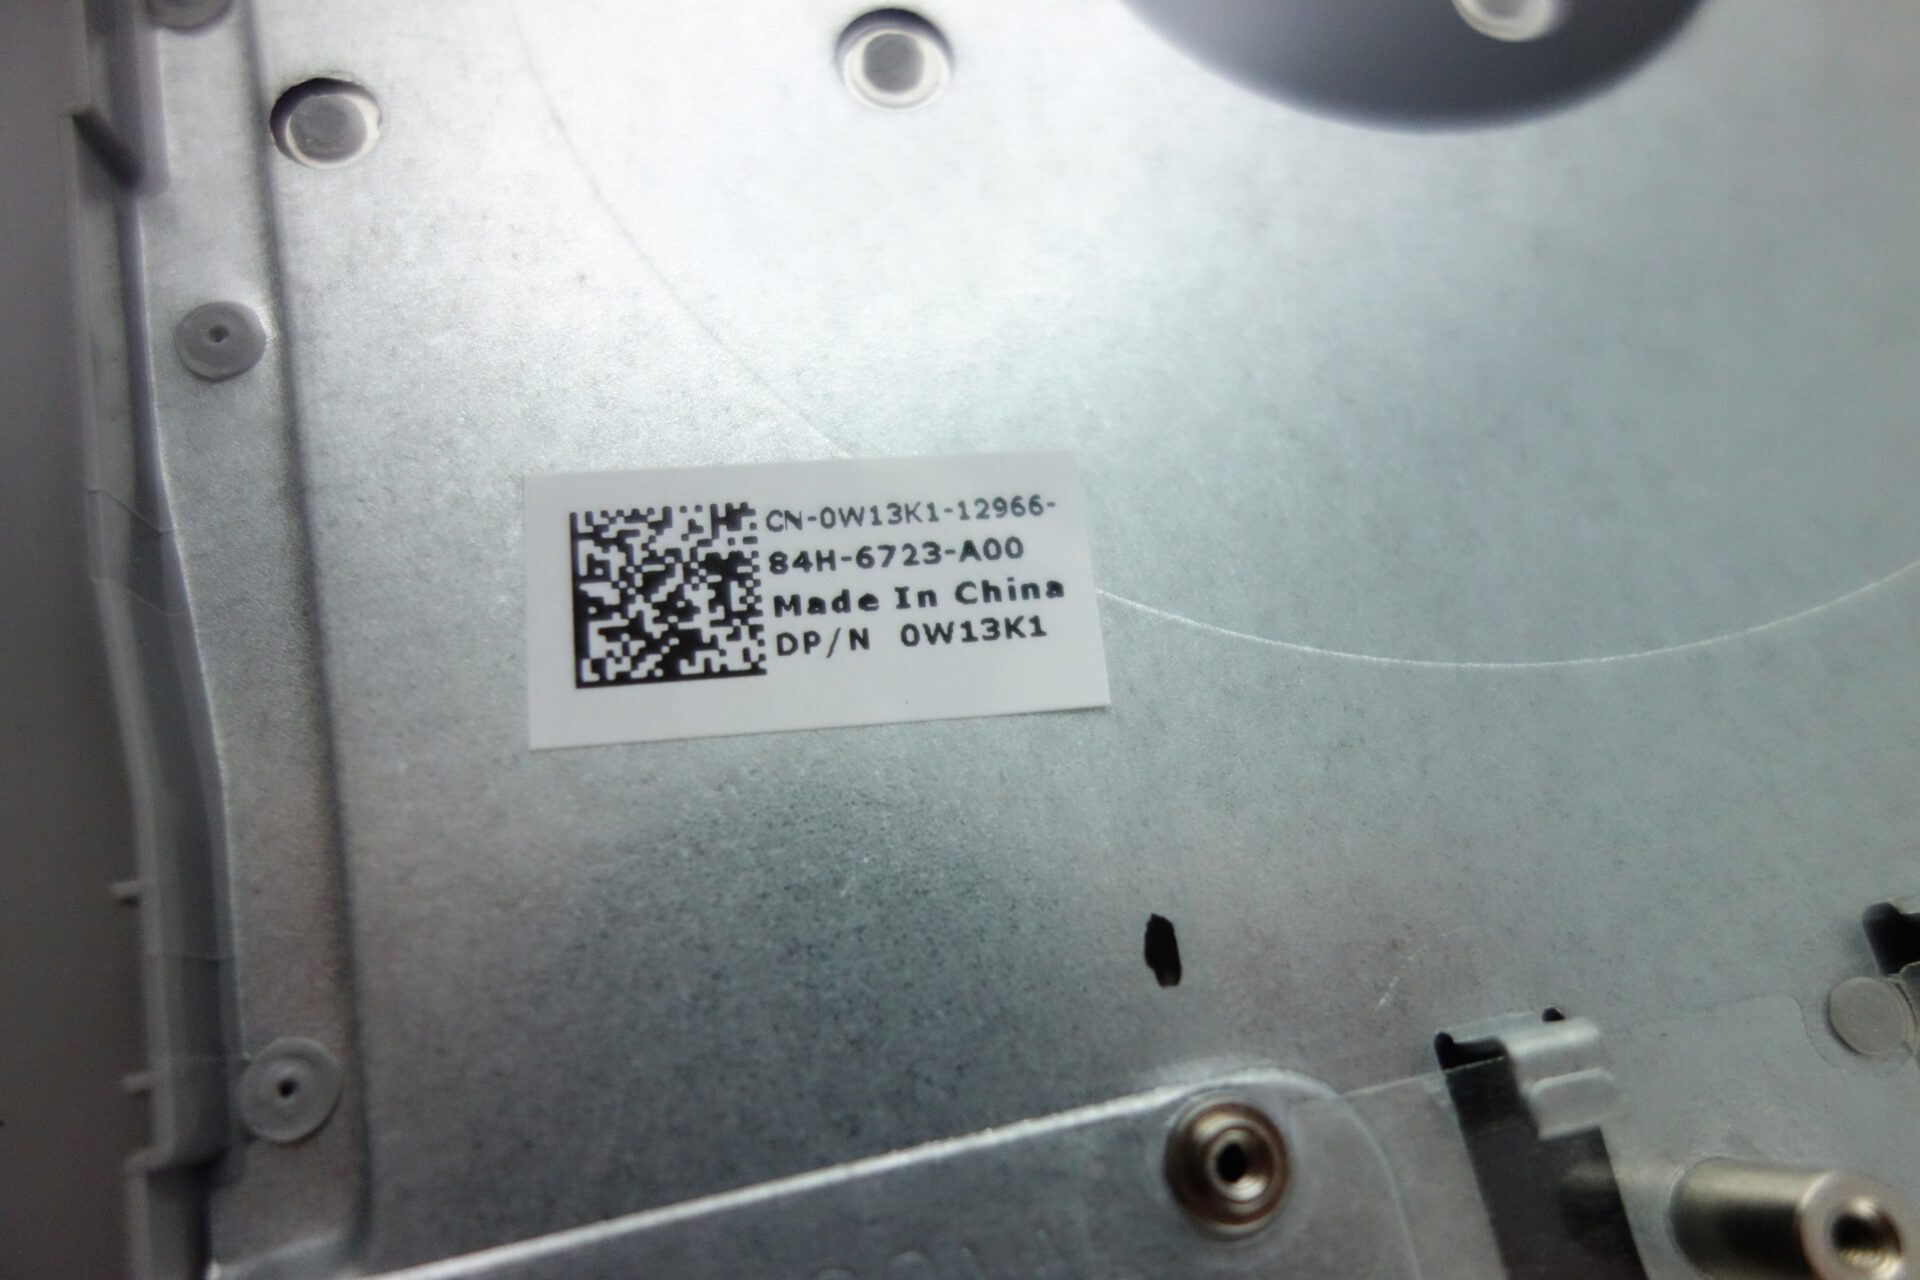 CN-0W13K1-12966-
84H-6723-A00
Made In China
DP/N 0W13K1